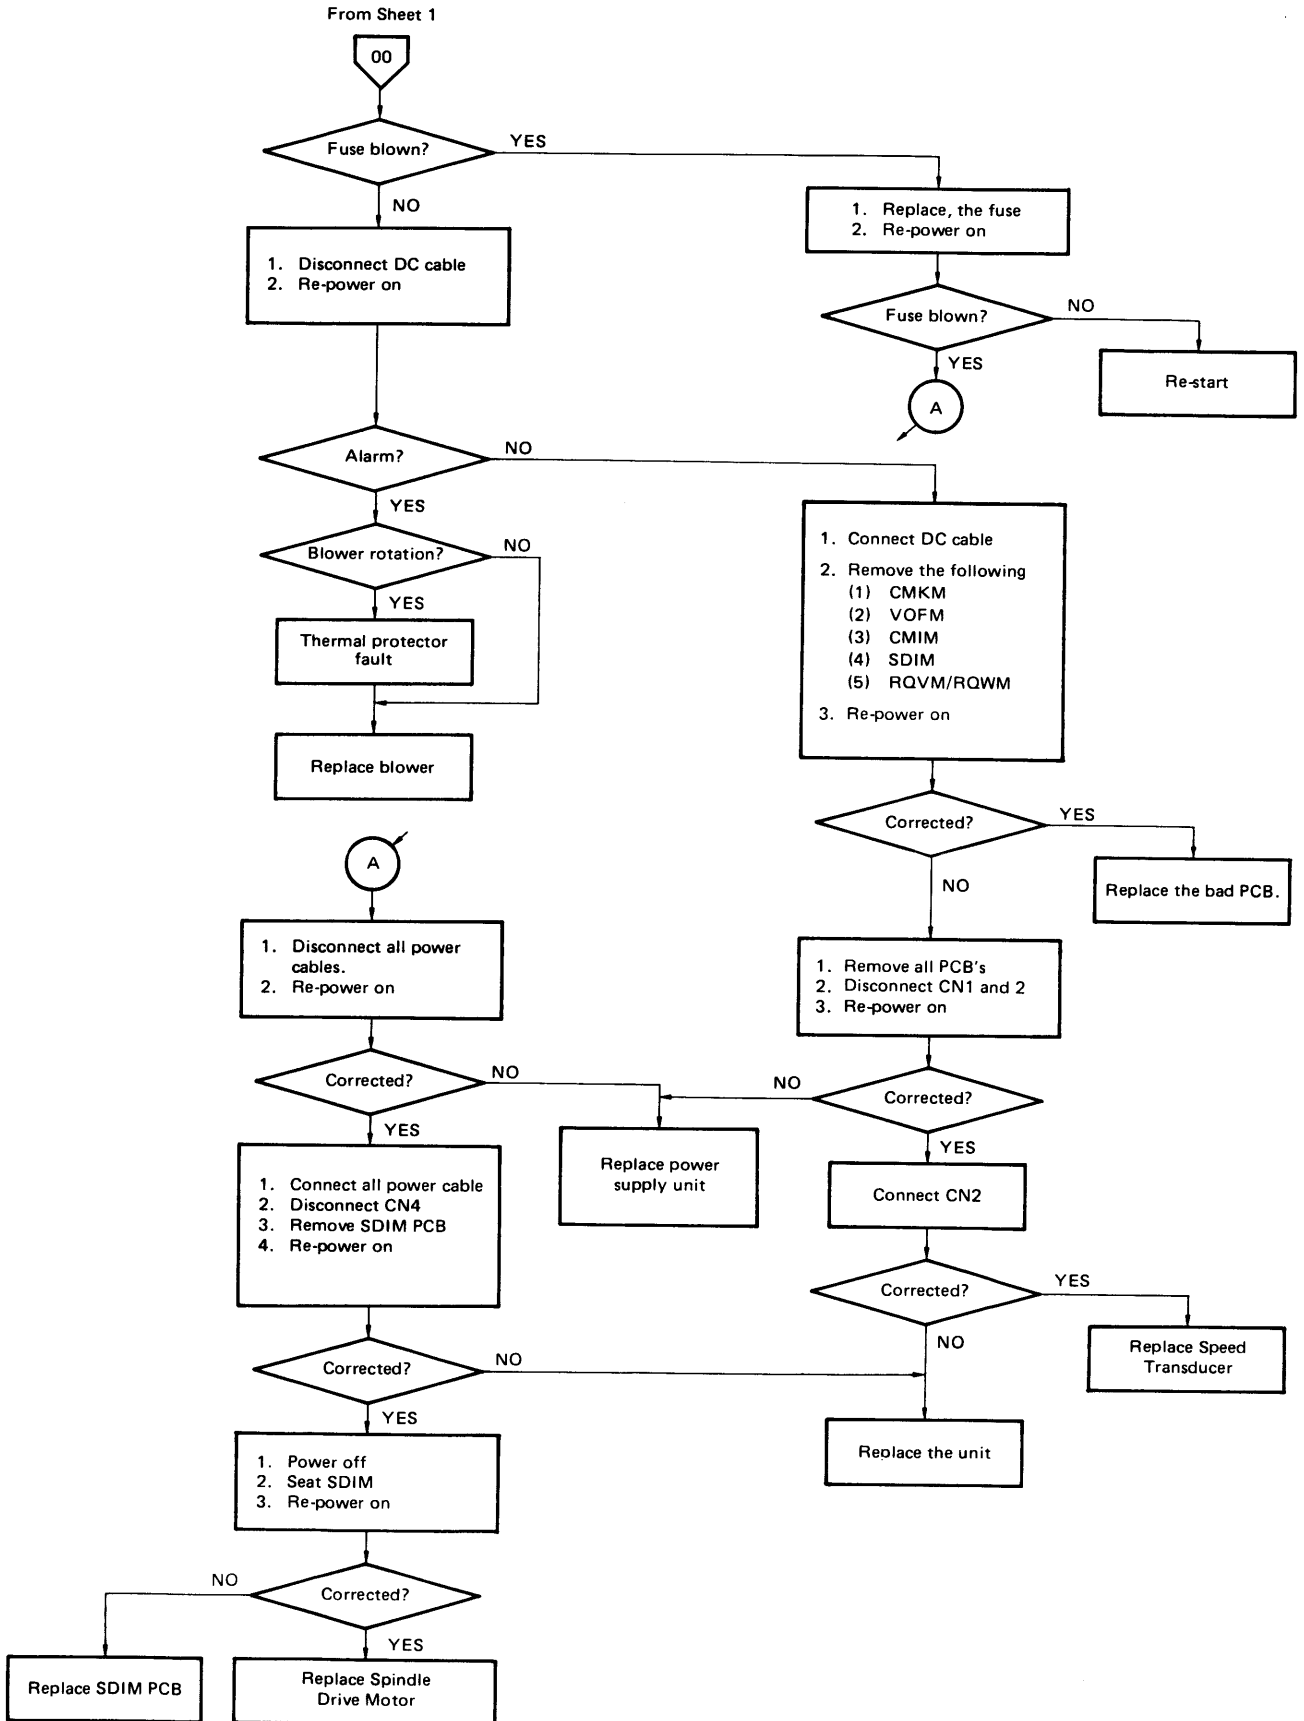 From Sheet 1
00
Fuse blown?
YES
NO
1. Replace, the fuse
2. Re-power on
1. Disconnect DC cable
2. Re-power on
Fuse blown?
NO
YES
Re-start
A
Alarm?
NO
YES
Blower rotation?
NO
YES
Thermal protector
fault
Replace blower
1. Connect DC cable
2. Remove the following
(1) CMKM
(2) VOFM
(3) CMIM
(4) SDIM
(5) RQVM/RQWM
3. Re-power on
Corrected?
YES
NO
Replace the bad PCB.
A
1. Disconnect all power
cables.
2. Re-power on
1. Remove all PCB's
2. Disconnect CN1 and 2
3. Re-power on
Corrected?
NO
YES
NO
Corrected?
YES
Replace power
supply unit
1. Connect all power cable
2. Disconnect CN4
3. Remove SDIM PCB
4. Re-power on
Connect CN2
Corrected?
YES
NO
Replace Speed
Transducer
Corrected?
NO
YES
Replace the unit
1. Power off
2. Seat SDIM
3. Re-power on
NO
Corrected?
YES
Replace SDIM PCB
Replace Spindle
Drive Motor